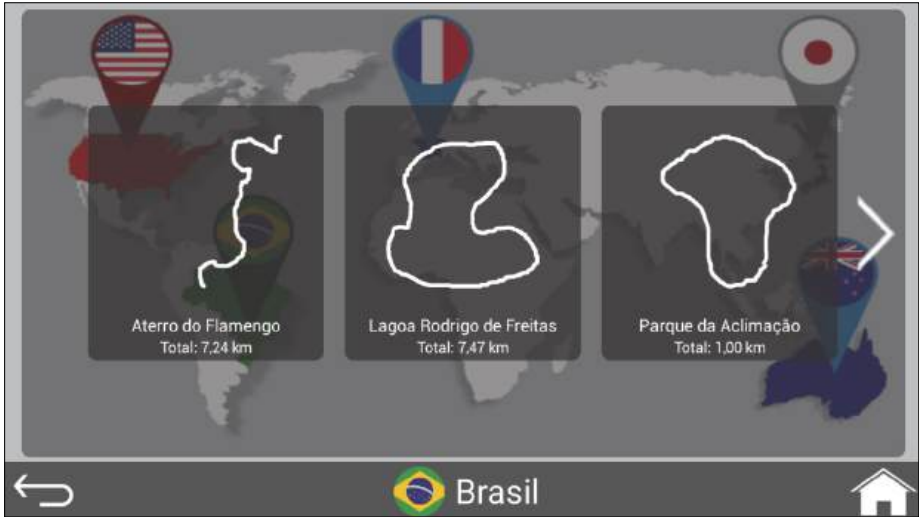 Aterro do Flamengo
Total: 7,24 km
Lagoa Rodrigo de Freitas
Total: 7,47 km
Parque da Aclimação
Total: 1,00 km
Brasil